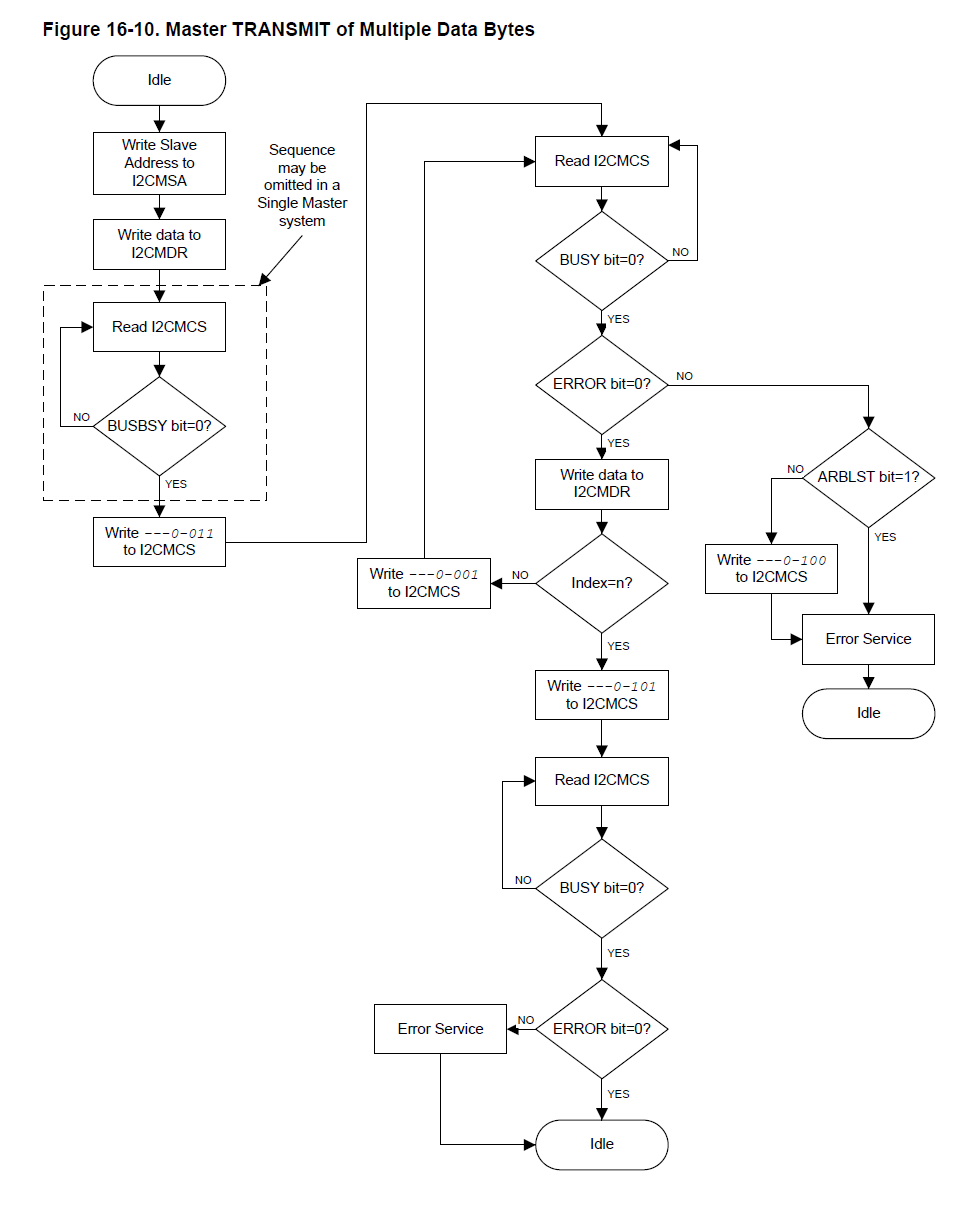 Figure 16-10. Master TRANSMIT of Multiple Data Bytes
Idle
Write Slave
Address to
I2CMSA
Write data to
I2CMDR
Sequence
may be
omitted in a
Single Master
system
Read I2CMCS
BUSBSY bit=0?
NO
YES
Write ---0-011
to I2CMCS
Read I2CMCS
BUSY bit=0?
NO
YES
ERROR bit=0?
NO
YES
Write data to
I2CMDR
Index=n?
NO
Write ---0-001
to I2CMCS
YES
Write ---0-101
to I2CMCS
Read I2CMCS
BUSY bit=0?
NO
YES
ERROR bit=0?
NO
Error Service
YES
Idle
ARBLST bit=1?
NO
Write ---0-100
to I2CMCS
YES
Error Service
Idle